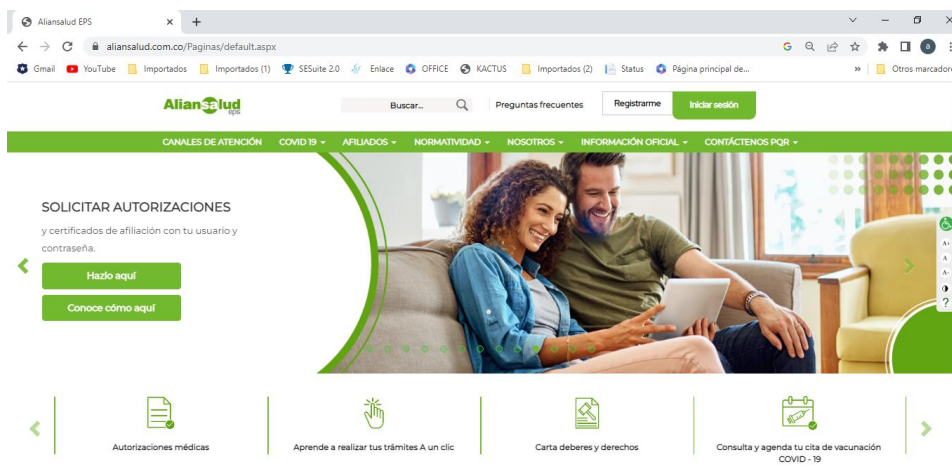 Aliansalud EPS
aliansalud.com.co/Paginas/default.aspx
Gmail YouTube Importados Importados (1) SESuite 2.0 Enlace OFFICE KACTUS Importados (2) Status Página principal de... » Otros marcadore
Aliansalud eps Buscar... Preguntas frecuentes Registrarme Iniciar sesión
CANALES DE ATENCIÓN COVID 19 AFILIADOS NORMATIVIDAD NOSOTROS INFORMACIÓN OFICIAL CONTÁCTENOS PQR
SOLICITAR AUTORIZACIONES
y certificados de afiliación con tu usuario y
contraseña.
Hazlo aquí
Conoce cómo aquí
A+
A
A-
?
Autorizaciones médicas
Aprende a realizar tus trámites A un clic
Carta deberes y derechos
Consulta y agenda tu cita de vacunación
COVID - 19